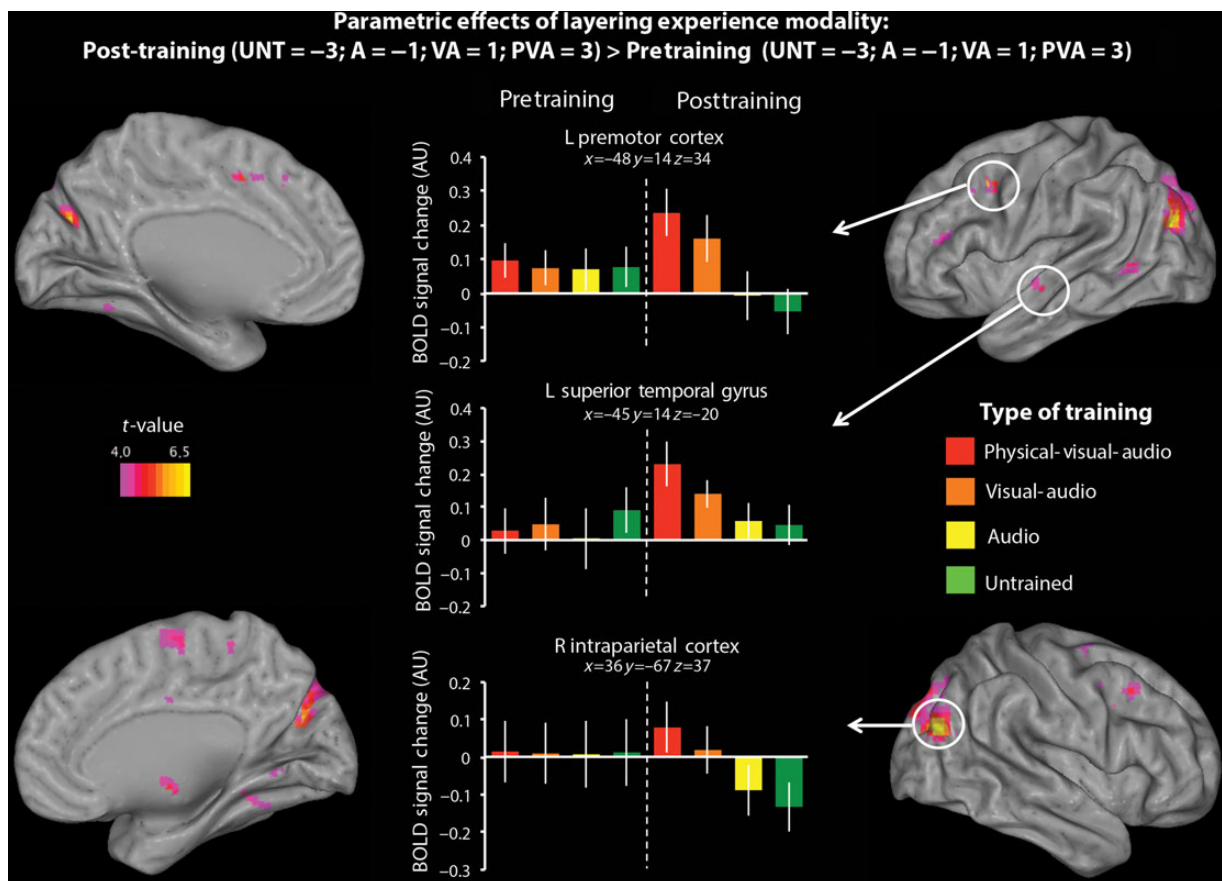 Parametric effects of layering experience modality:
Post-training (UNT = −3; A = −1; VA = 1; PVA = 3) > Pretraining (UNT = −3; A = −1; VA = 1; PVA = 3)
Pretraining Posttraining
L premotor cortex
x=−48 y=14 z=34
BOLD signal change (AU)
0.4
0.3
0.2
0.1
0
−0.1
−0.2
L superior temporal gyrus
x=−45 y=14 z=−20
BOLD signal change (AU)
0.4
0.3
0.2
0.1
0
−0.1
−0.2
t-value
4.0 6.5
Type of training
Physical-visual-audio
Visual-audio
Audio
Untrained
R intraparietal cortex
x=36 y=−67 z=37
BOLD signal change (AU)
0.2
0.1
0
−0.1
−0.2
−0.3